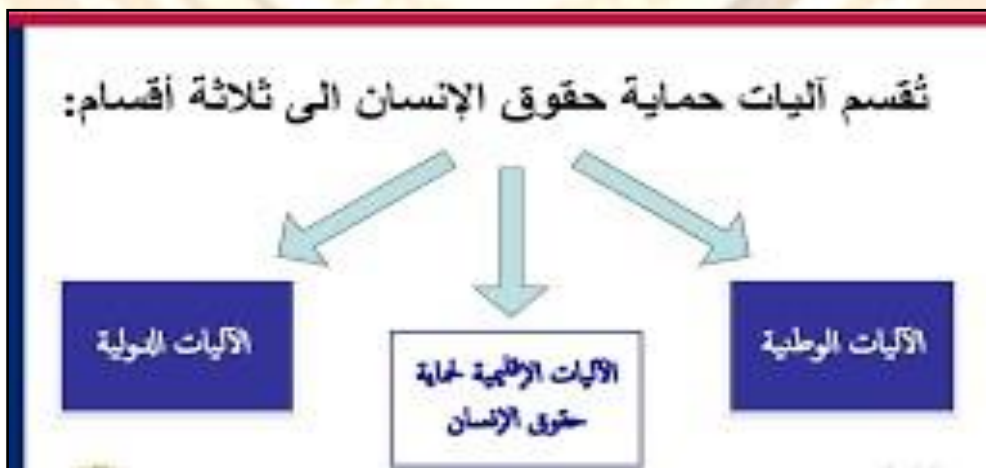 تُقسم آليات حماية حقوق الإنسان الى ثلاثة أقسام:
الآليات الوطنية
الآليات الإقليمية لحماية
حقوق الإنسان
الآليات الدولية